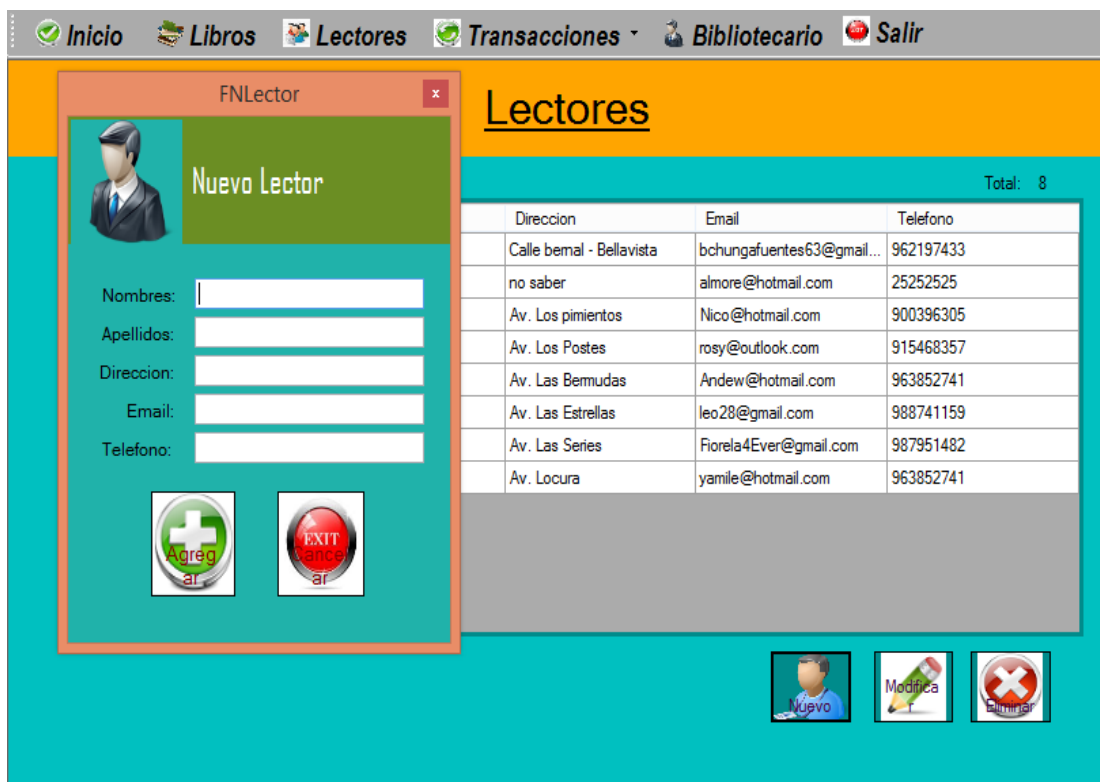 Inicio Libros Lectores Transacciones Bibliotecario Salir
FNLector x
Lectores
Nuevo Lector
Total: 8
Direccion Email Telefono
Calle bernal - Bellavista bchungafuentes63@gmail... 962197433
no saber almore@hotmail.com 25252525
Av. Los pimientos Nico@hotmail.com 900396305
Av. Los Postes rosy@outlook.com 915468357
Av. Las Bermudas Andew@hotmail.com 963852741
Av. Las Estrellas leo28@gmail.com 988741159
Av. Las Series Fiorela4Ever@gmail.com 987951482
Av. Locura yamile@hotmail.com 963852741
Nombres:
Apellidos:
Direccion:
Email:
Telefono:
Agreg
ar
EXIT
Cancel
ar
Nuevo
Modifica
r
Eliminar